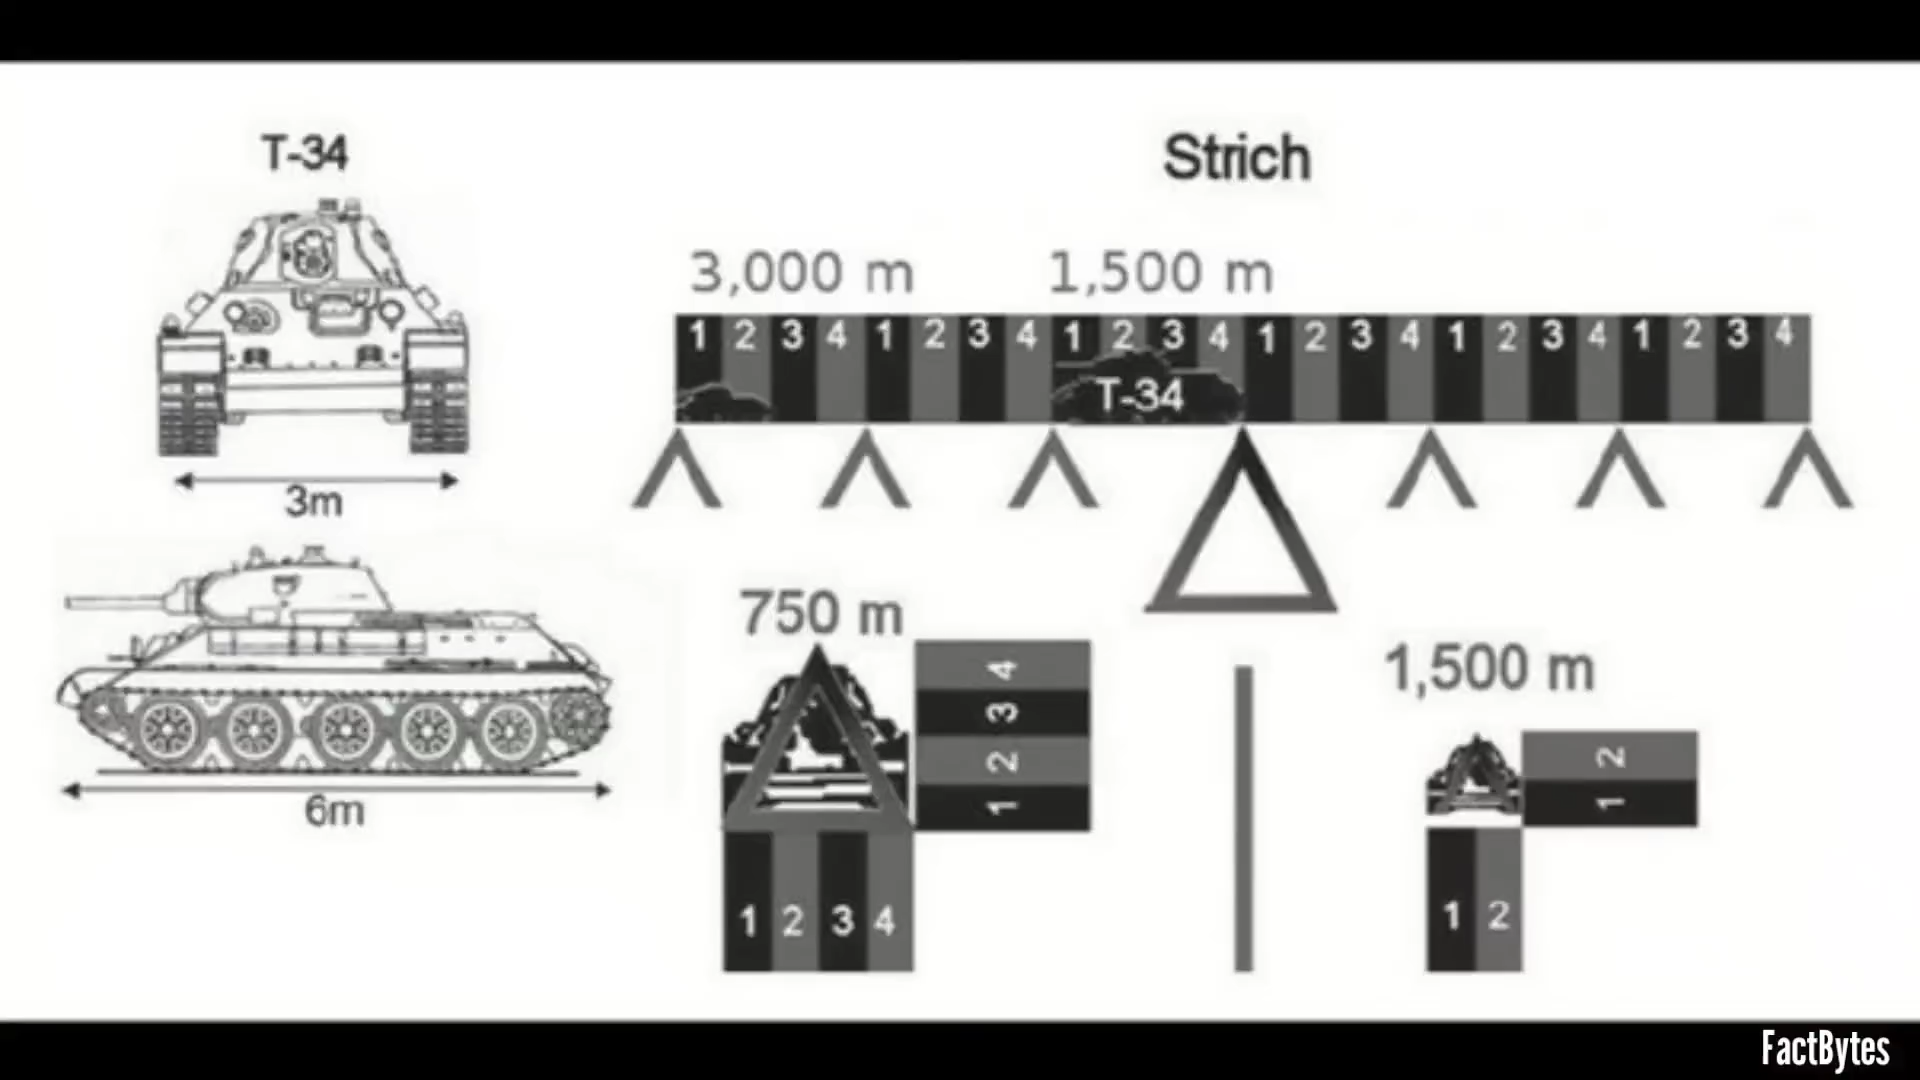 T-34
3m
6m
Strich
3,000 m 1,500 m
1 2 3 4 1 2 3 4 1 2 3 4 1 2 3 4 1 2 3 4 1 2 3 4
T-34
750 m
4
3
2
1
1 2 3 4
1,500 m
2
1
1 2
FactBytes